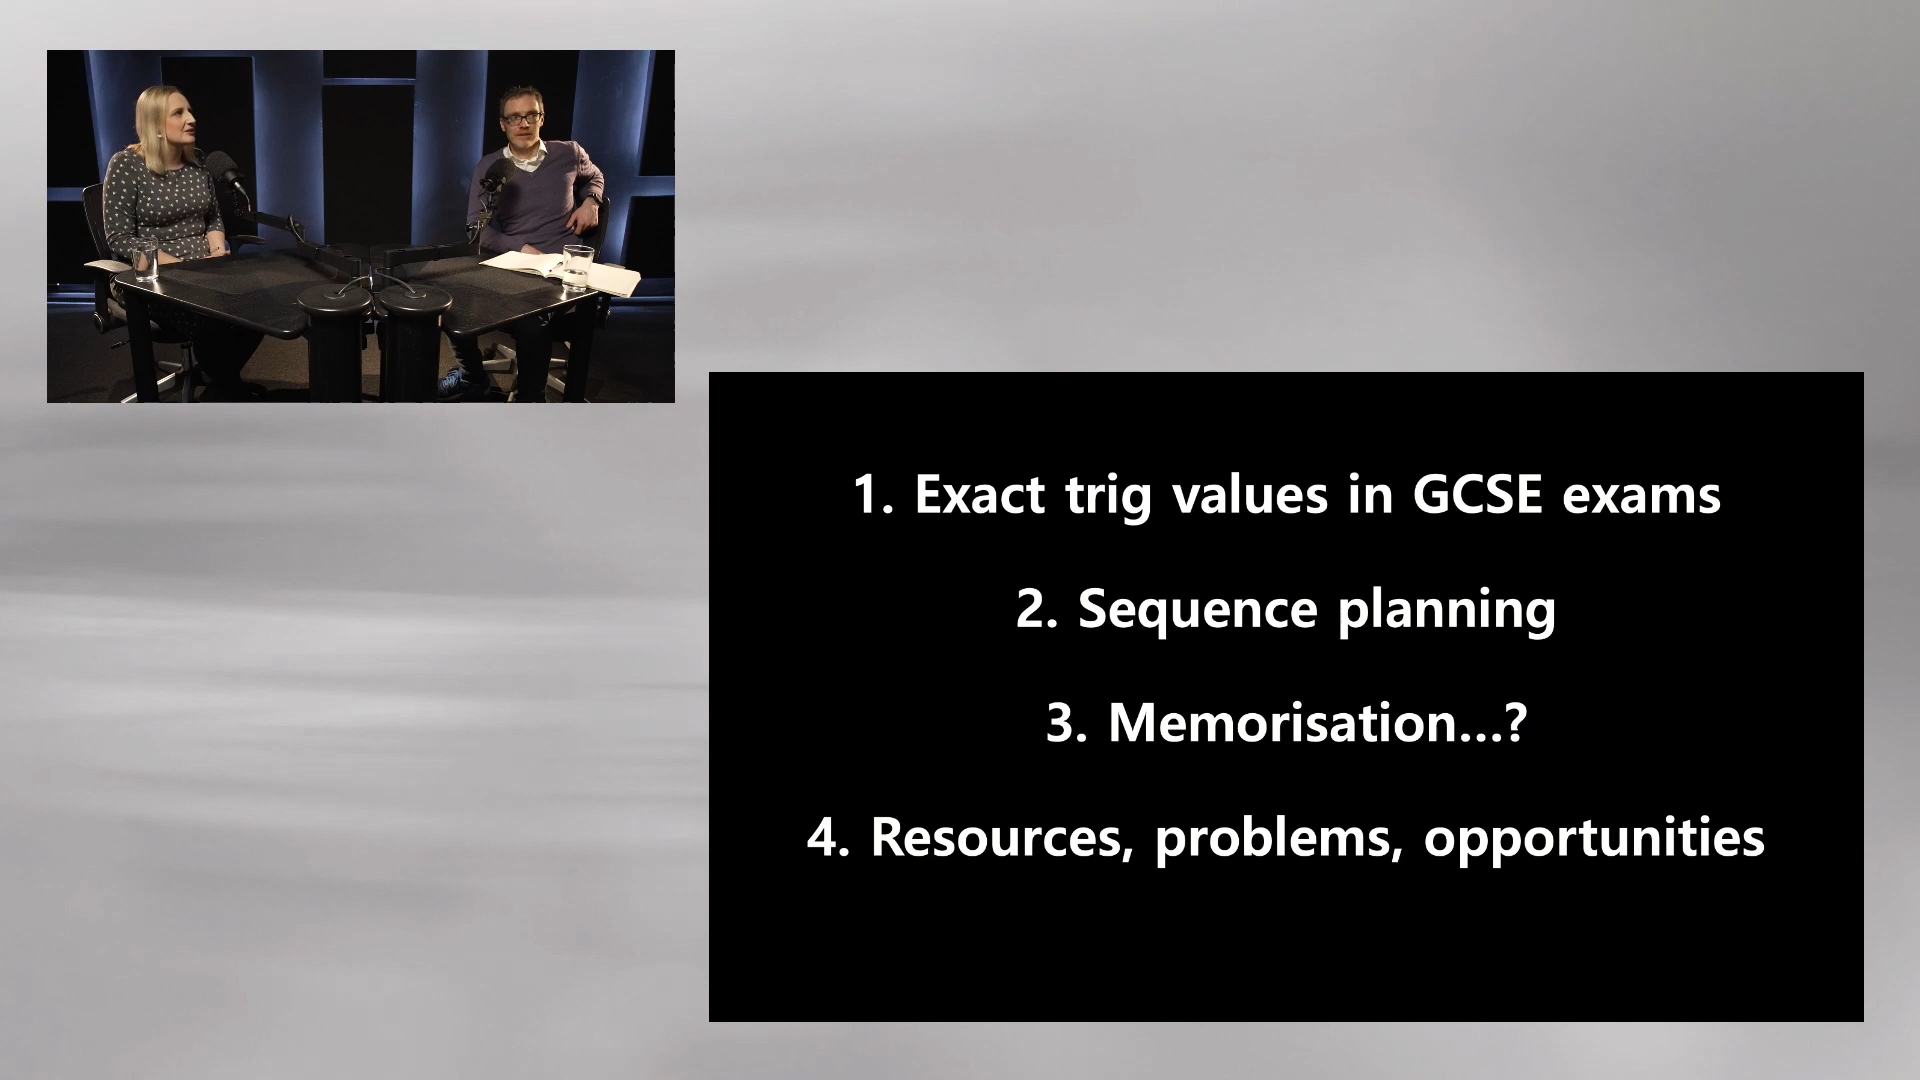 1. Exact trig values in GCSE exams
2. Sequence planning
3. Memorisation...?
4. Resources, problems, opportunities